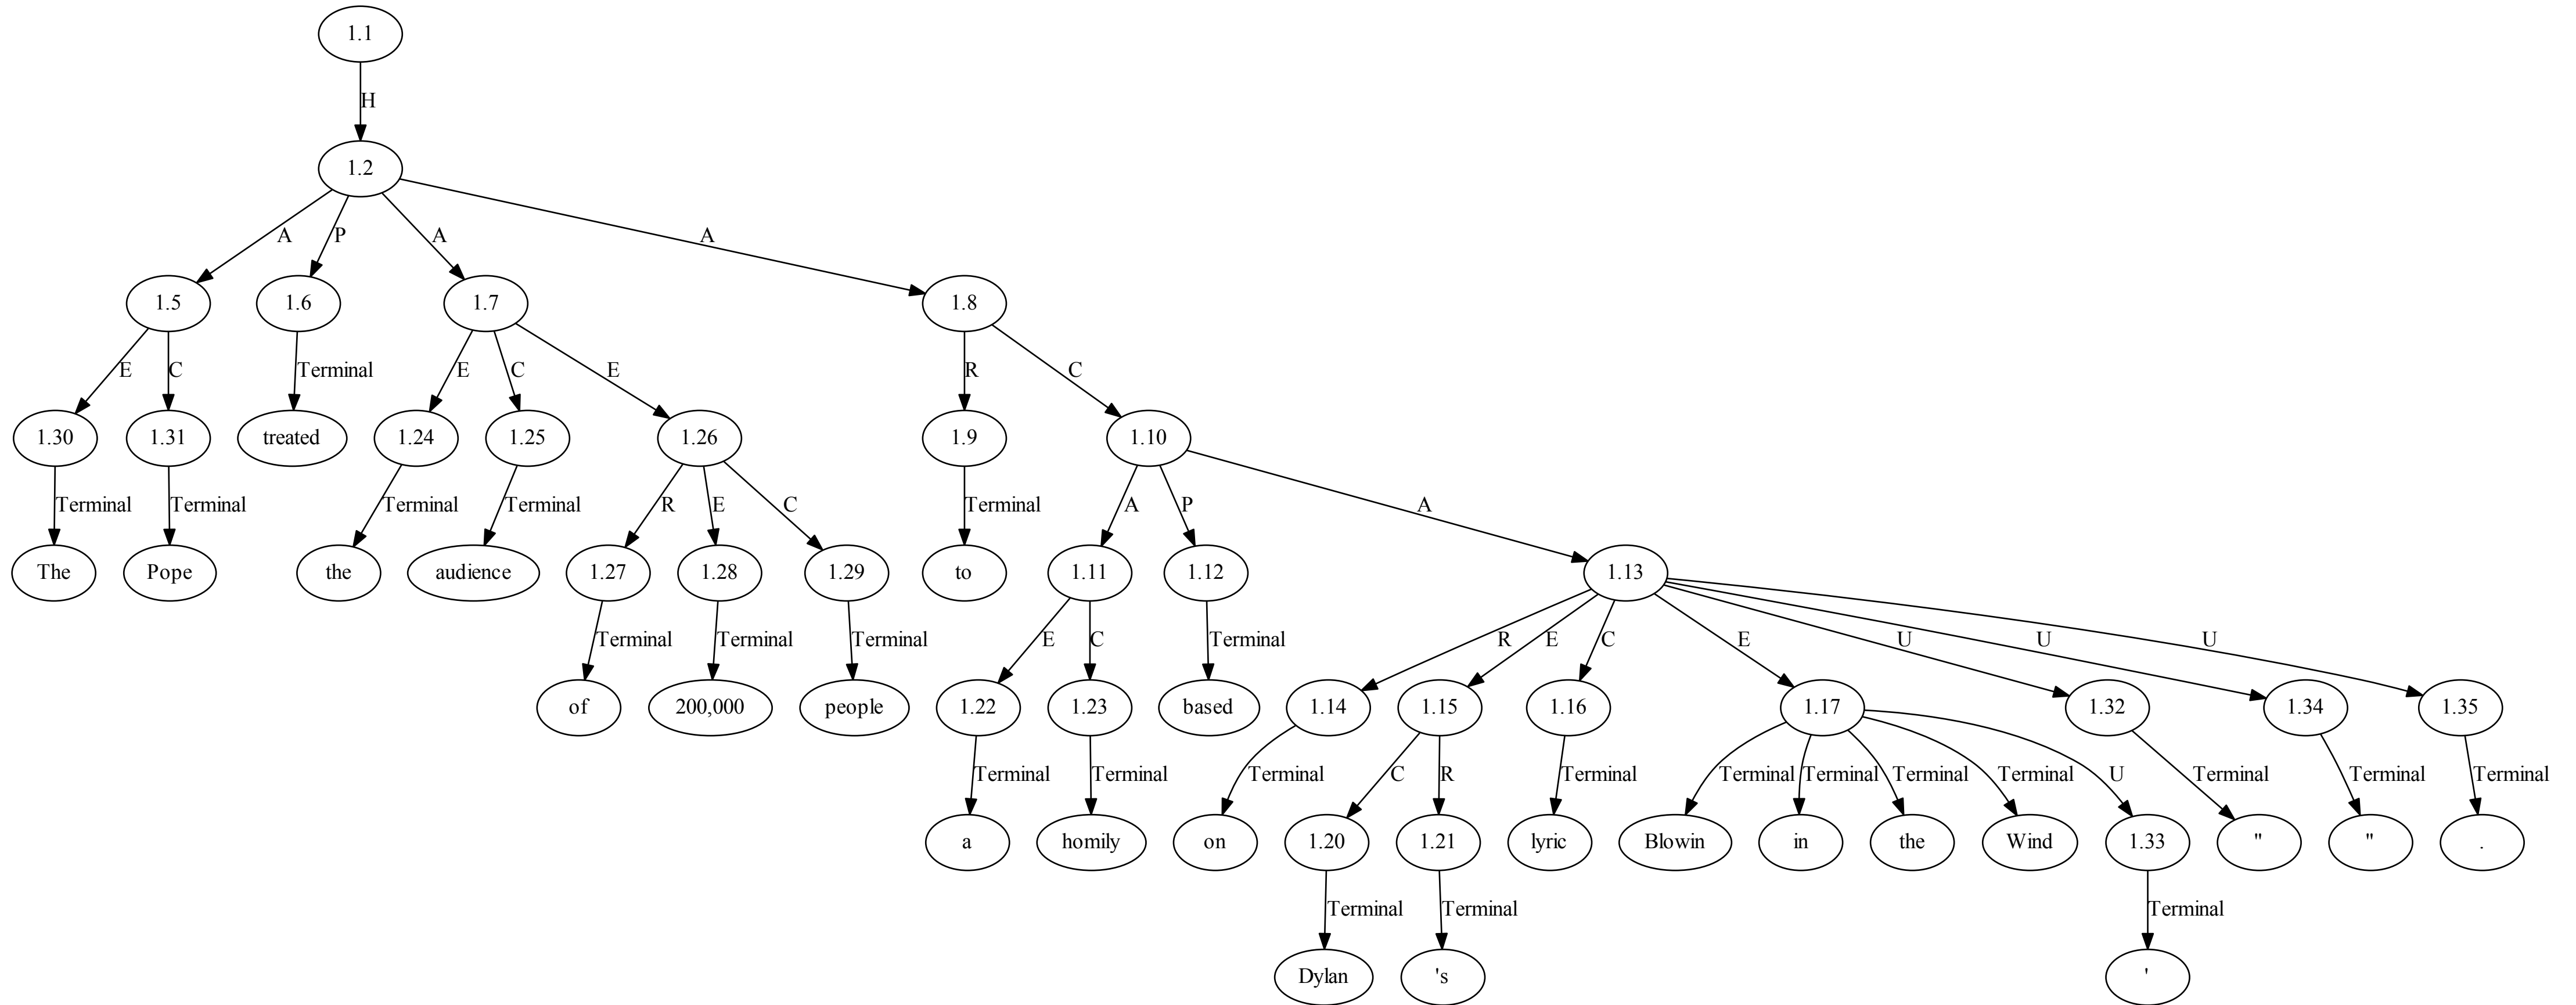 1.1
H
1.2
A P A A
1.5 1.6 1.7 1.8
E C Terminal E C E R C
1.30 1.31 treated 1.24 1.25 1.26 1.9 1.10
Terminal Terminal Terminal Terminal R E C Terminal A P A
The Pope the audience 1.27 1.28 1.29 to 1.11 1.12 1.13
Terminal Terminal Terminal E C Terminal R E C E U U U
of 200,000 people 1.22 1.23 based 1.14 1.15 1.16 1.17 1.32 1.34 1.35
Terminal Terminal Terminal C R Terminal Terminal Terminal Terminal Terminal U Terminal Terminal Terminal
a homily on 1.20 1.21 lyric Blowin in the Wind 1.33 " " .
Terminal Terminal Terminal
Dylan 's '